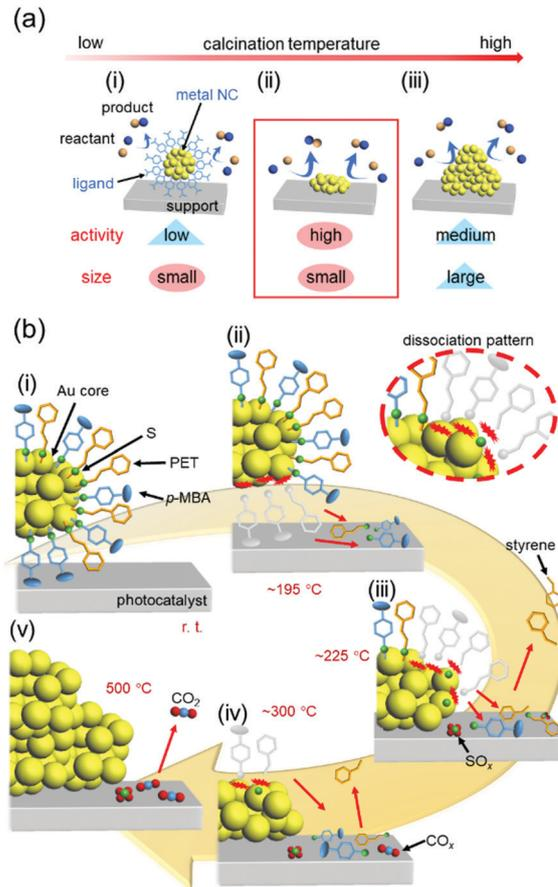 (a)
low calcination temperature high
(i) (ii) (iii)
product metal NC
reactant
ligand
support
activity low high medium
size small small large
(b)
(i) (ii) dissociation pattern
Au core
S
PET
p-MBA
styrene
photocatalyst
~195 °C
r. t.
(iii)
(v) ~225 °C
500 °C
CO₂ (iv) ~300 °C
SOₓ
COₓ